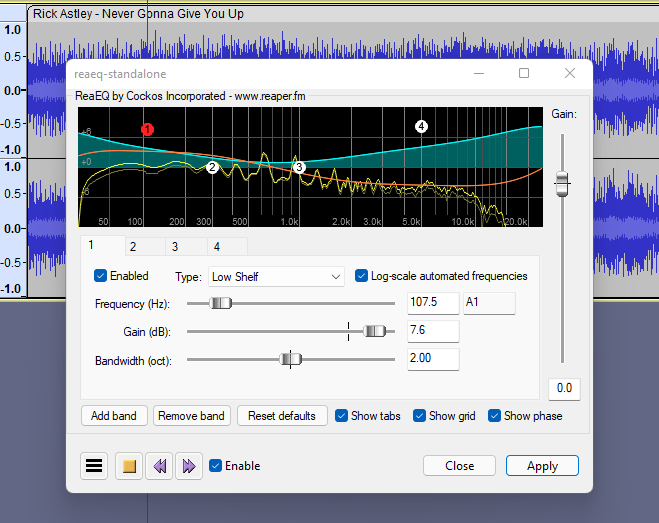 Rick Astley - Never Gonna Give You Up
1.0
0.5
0.0
-0.5
-1.0
1.0
0.5
0.0
-0.5
-1.0
reaeq-standalone
ReaEQ by Cockos Incorporated - www.reaper.fm
Gain:
+6
+0
1
2
3
4
50 100 200 300 500 1.0k 2.0k 3.0k 5.0k 10.0k 20.0k
1 2 3 4
Enabled Type: Low Shelf Log-scale automated frequencies
Frequency (Hz): 107.5 A1
Gain (dB): 7.6
Bandwidth (oct): 2.00
0.0
Add band Remove band Reset defaults Show tabs Show grid Show phase
Enable Close Apply